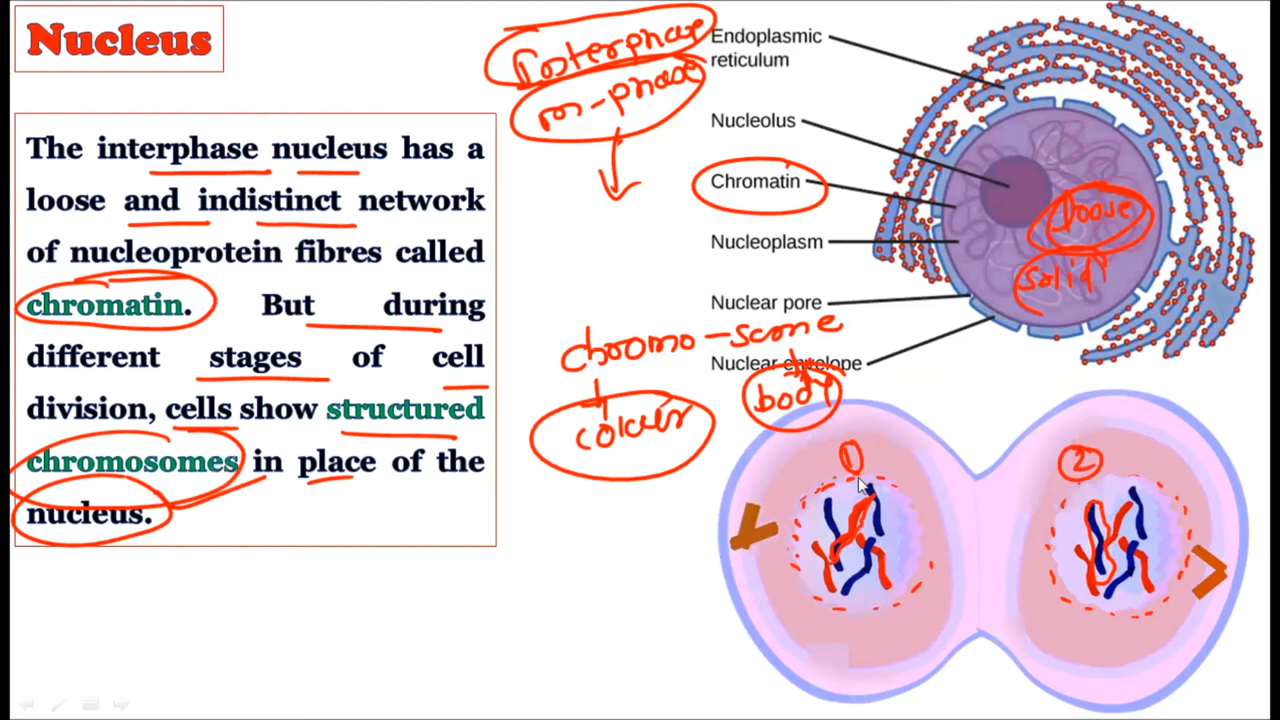 Nucleus
The interphase nucleus has a
loose and indistinct network
of nucleoprotein fibres called
chromatin. But during
different stages of cell
division, cells show structured
chromosomes in place of the
nucleus.
m-phase
chromo-some
colour
body
Endoplasmic
reticulum
Nucleolus
Chromatin
Nucleoplasm
Nuclear pore
Nuclear envelope
loose
solid
1
2